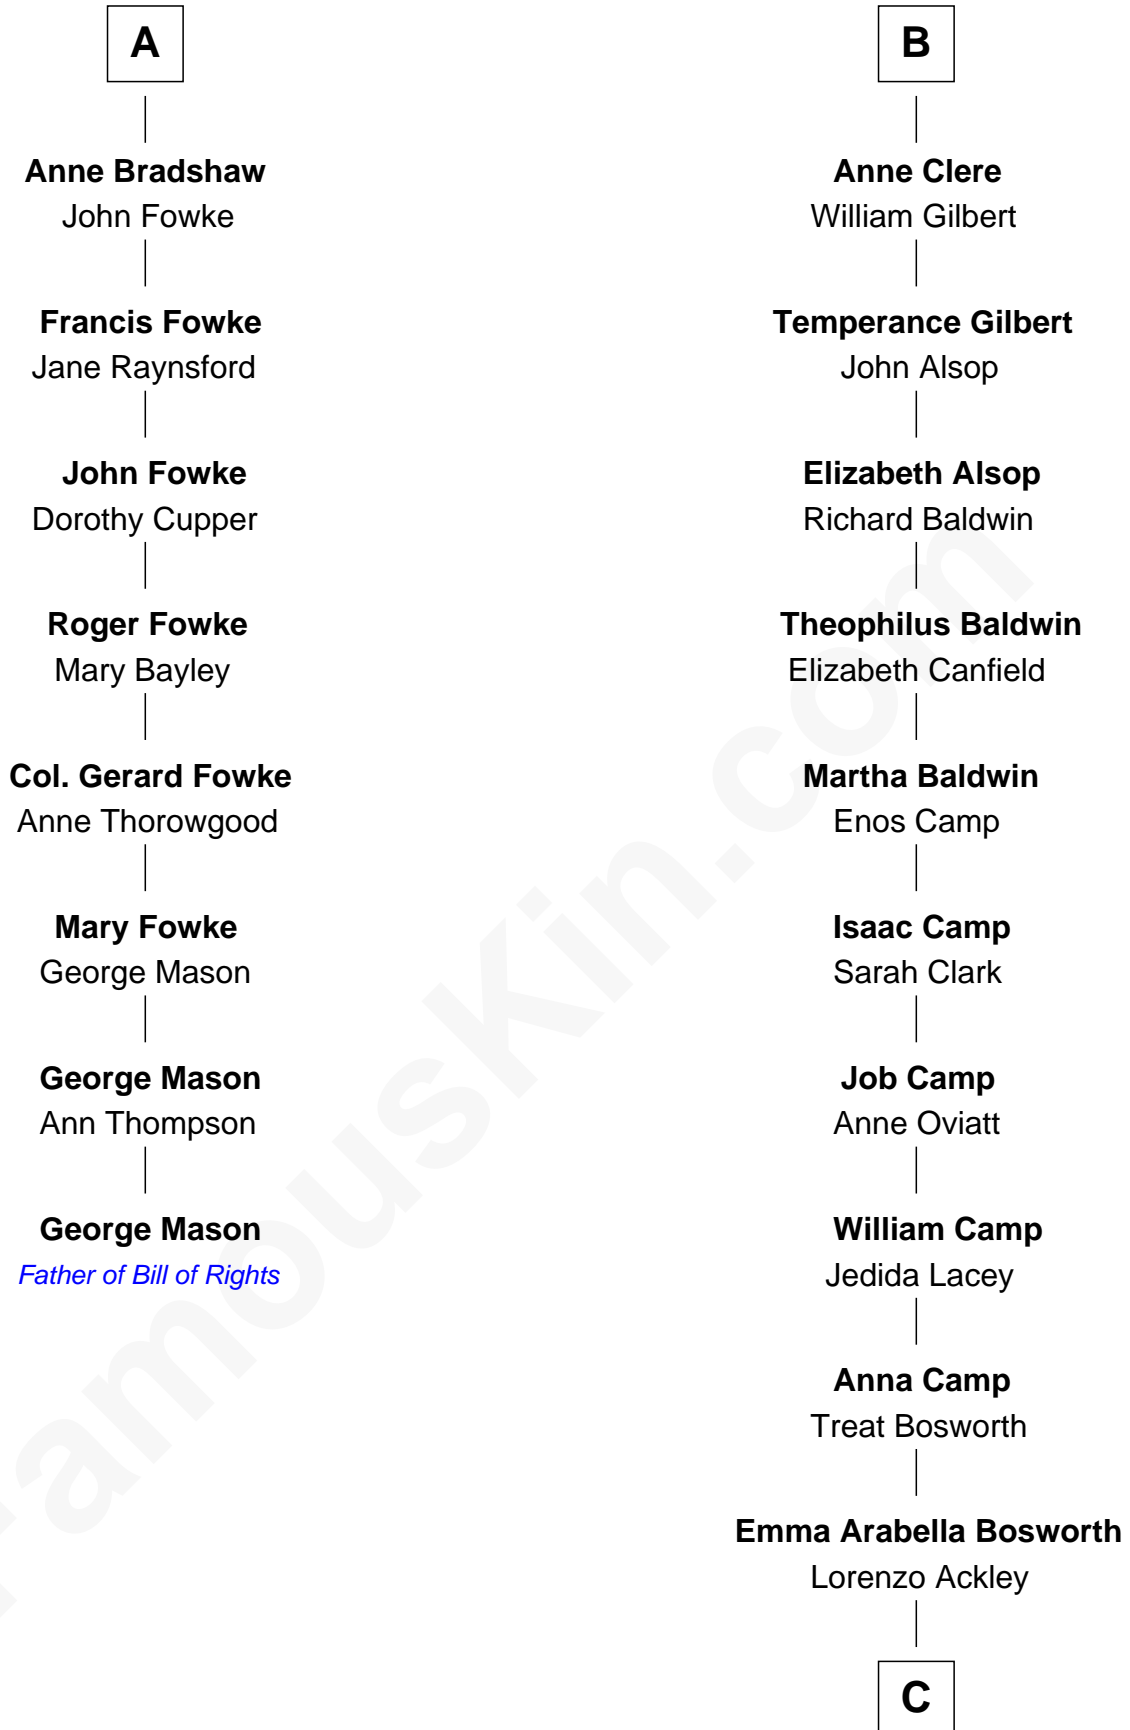 A
Anne Bradshaw
John Fowke
Francis Fowke
Jane Raynsford
John Fowke
Dorothy Cupper
Roger Fowke
Mary Bayley
Col. Gerard Fowke
Anne Thorowgood
Mary Fowke
George Mason
George Mason
Ann Thompson
George Mason
Father of Bill of Rights
B
Anne Clere
William Gilbert
Temperance Gilbert
John Alsop
Elizabeth Alsop
Richard Baldwin
Theophilus Baldwin
Elizabeth Canfield
Martha Baldwin
Enos Camp
Isaac Camp
Sarah Clark
Job Camp
Anne Oviatt
William Camp
Jedida Lacey
Anna Camp
Treat Bosworth
Emma Arabella Bosworth
Lorenzo Ackley
C
FamousKin.com